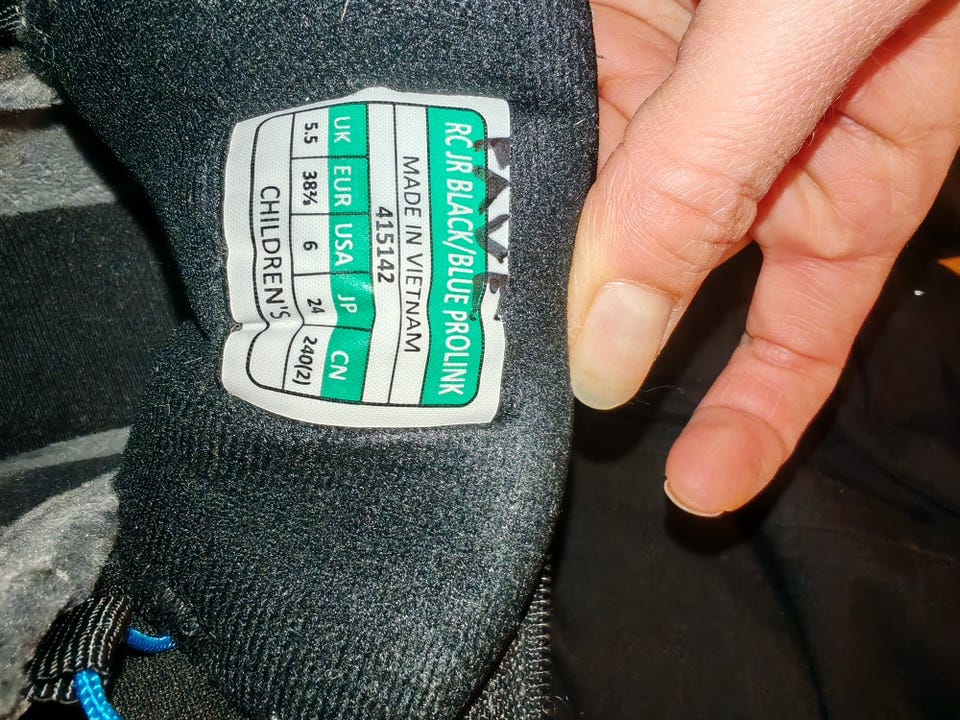 RC JR BLACK/BLUE PROLINK
MADE IN VIETNAM
415142
UK EUR USA JP CN
5.5 38⅔ 6 24 240(2)
CHILDREN'S